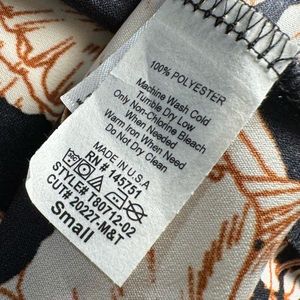 100% POLYESTER
Machine Wash Cold
Tumble Dry Low
Only Non-Chlorine Bleach
When Needed
Warm Iron When Needed
Do Not Dry Clean
MADE IN U.S.A
RN# 145751
STYLE# T80712-02
CUT# 20227-M&T
Small